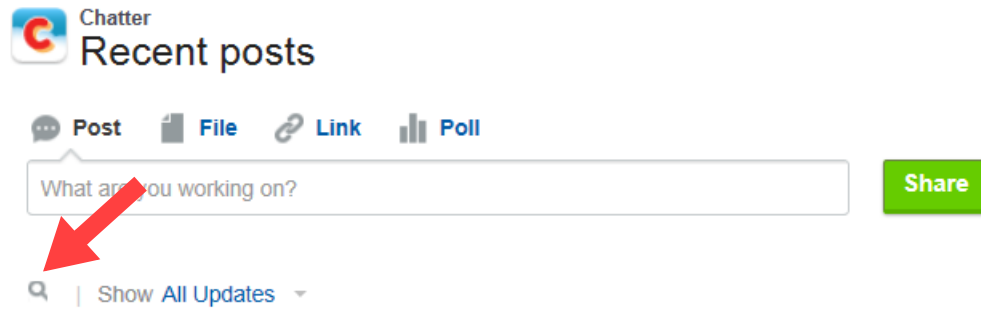 Chatter
Recent posts
Post File Link Poll
What are you working on?
Share
| Show All Updates